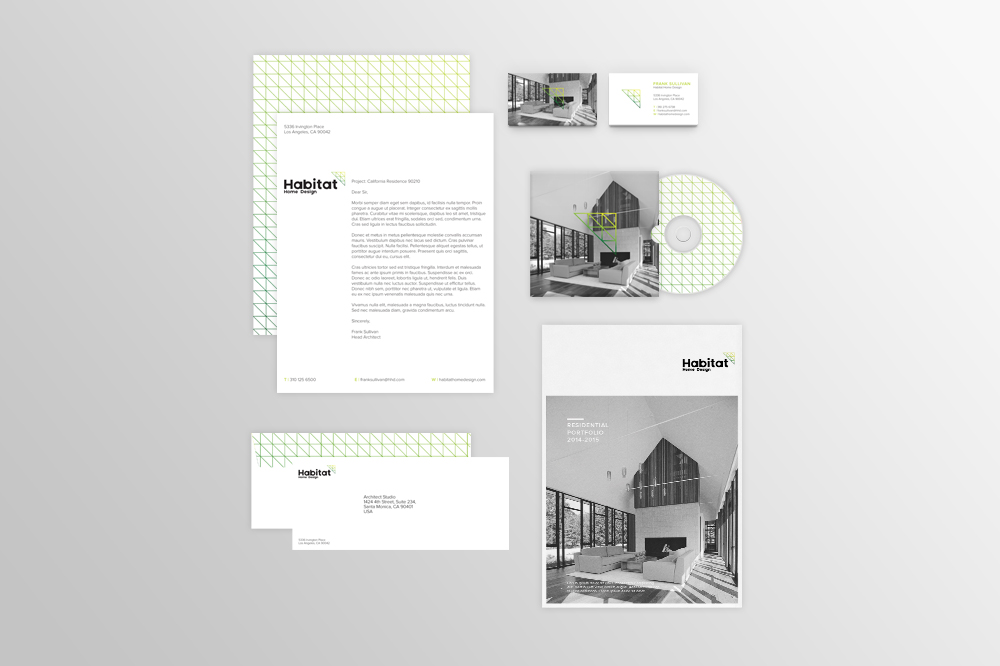 5336 Irvington Place
Los Angeles, CA 90042
Habitat
Home Design
Project: California Residence 90210
Dear Sir,
Morbi semper diam eget sem dapibus, id facilisis nulla tempor. Proin
congue a augue ut placerat. Integer consectetur ex sagittis mollis
pharetra. Curabitur vitae mi scelerisque, dapibus leo sit amet, tristique
dui. Etiam ultrices erat fringilla, sodales orci sed, condimentum urna.
Cras sed ligula in lectus faucibus sollicitudin.
Donec et metus in metus pellentesque molestie convallis accumsan
mauris. Vestibulum dapibus nec lacus sed dictum. Cras pulvinar
faucibus suscipit. Nulla facilisi. Pellentesque aliquet egestas tellus, ut
porttitor augue interdum posuere. Praesent quis orci sagittis,
consectetur dui eu, cursus elit.
Cras ultricies tortor sed est tristique fringilla. Interdum et malesuada
fames ac ante ipsum primis in faucibus. Suspendisse ac ex orci.
Donec ac odio laoreet, lobortis ligula ut, hendrerit felis. Duis
vestibulum nulla nec luctus auctor. Suspendisse ut efficitur tellus.
Donec nibh sem, porttitor nec pharetra ut, vulputate et ligula. Etiam
eu ex nec ipsum venenatis malesuada quis nec urna.
Vivamus nulla elit, malesuada a magna faucibus, luctus tincidunt nulla.
Sed nec malesuada diam, gravida condimentum arcu.
Sincerely,
Frank Sullivan
Head Architect
T / 310 125 6500
E / franksullivan@hhd.com
W / habitathomedesign.com
FRANK SULLIVAN
Habitat Home Design
5336 Irvington Place
Los Angeles, CA 90042
Habitat
Home Design
RESIDENTIAL
PORTFOLIO
2014-2015
Habitat
Home Design
Architect Studio
1424 4th Street, Suite 234,
Santa Monica, CA 90401
USA
5336 Irvington Place
Los Angeles, CA 90042